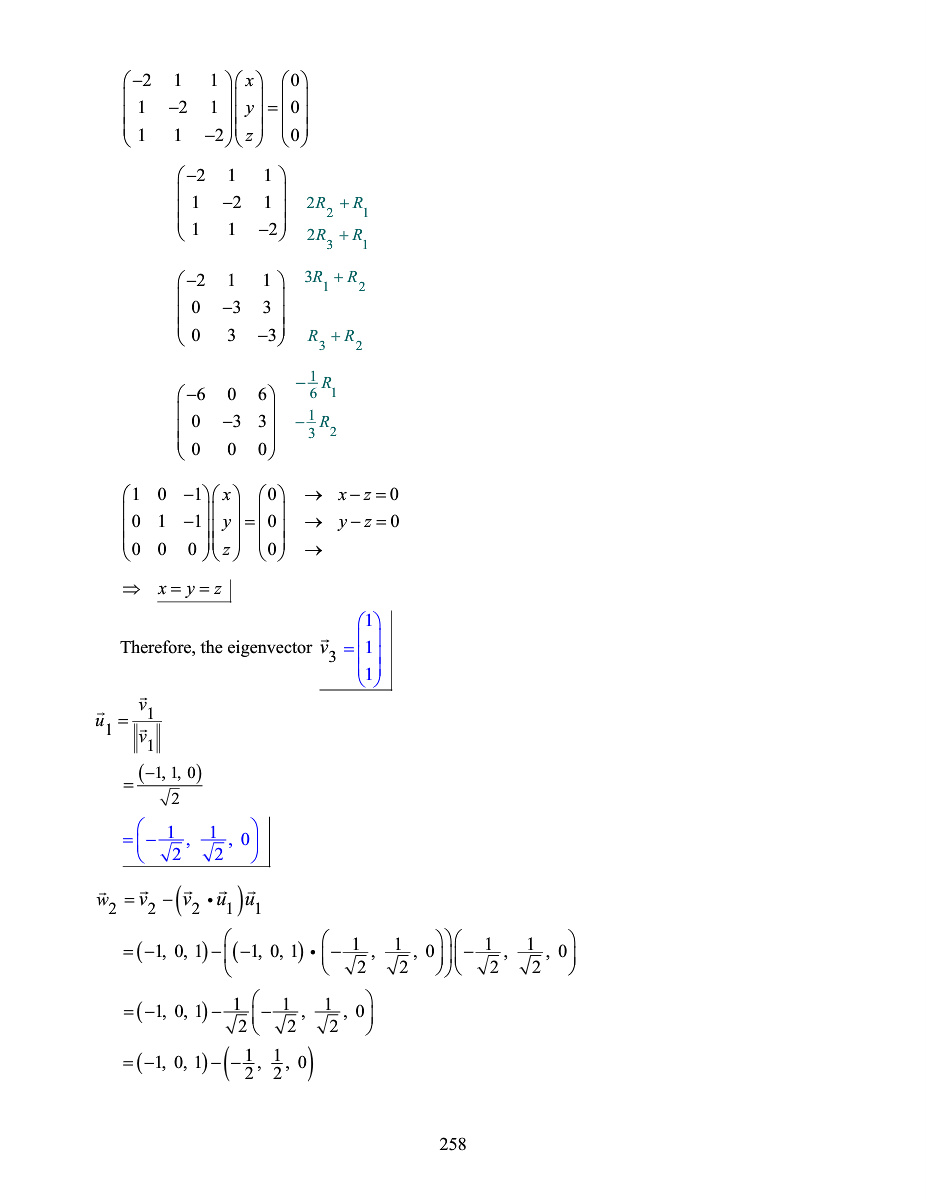 (−2 1 1) (x) (0)
(1 −2 1) (y) = (0)
(1 1 −2) (z) (0)
(−2 1 1)
(1 −2 1) 2R₂ + R₁
(1 1 −2) 2R₃ + R₁
(−2 1 1) 3R₁ + R₂
(0 −3 3)
(0 3 −3) R₃ + R₂
(−6 0 6) −1/6 R₁
(0 −3 3) −1/3 R₂
(0 0 0)
(1 0 −1) (x) (0) → x − z = 0
(0 1 −1) (y) = (0) → y − z = 0
(0 0 0) (z) (0) →
⇒ x = y = z
Therefore, the eigenvector v⃗₃ = (1 1 1)
u⃗₁ = v⃗₁ / ‖v⃗₁‖
= (−1, 1, 0) / √2
= (−1/√2, 1/√2, 0)
w⃗₂ = v⃗₂ − (v⃗₂ • u⃗₁) u⃗₁
= (−1, 0, 1) − ((−1, 0, 1) • (−1/√2, 1/√2, 0)) (−1/√2, 1/√2, 0)
= (−1, 0, 1) − 1/√2 (−1/√2, 1/√2, 0)
= (−1, 0, 1) − (−1/2, 1/2, 0)
258